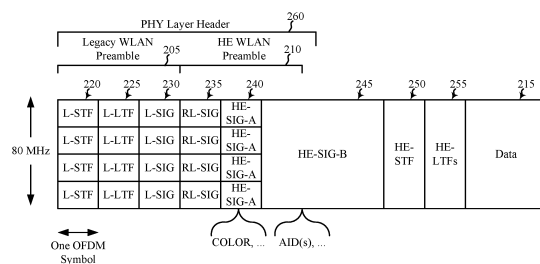 PHY Layer Header
260
Legacy WLAN
Preamble
205
HE WLAN
Preamble
210
220 225 230 235 240 245 250 255 215
80 MHz
L-STF L-LTF L-SIG RL-SIG HE-
SIG-A
L-STF L-LTF L-SIG RL-SIG HE-
SIG-A
L-STF L-LTF L-SIG RL-SIG HE-
SIG-A
L-STF L-LTF L-SIG RL-SIG HE-
SIG-A
HE-SIG-B
HE-
STF
HE-
LTFs
Data
One OFDM
Symbol
COLOR, ...
AID(s), ...